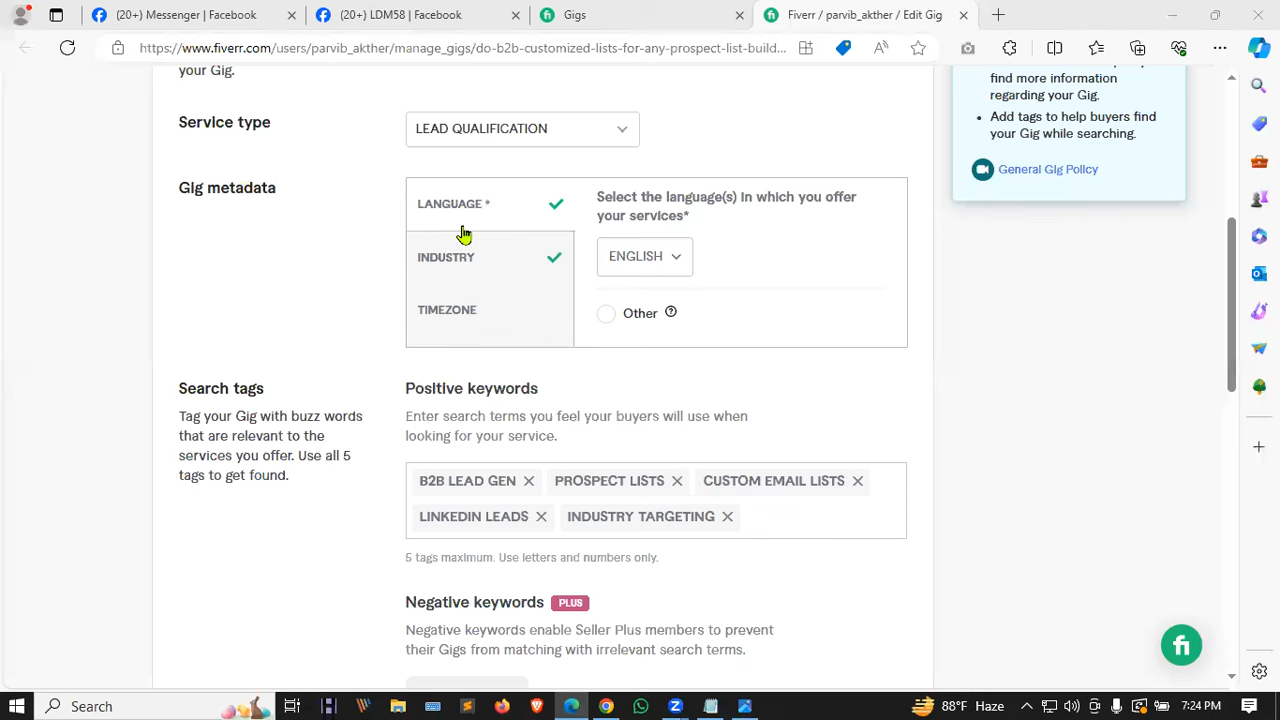 (20+) Messenger | Facebook
(20+) LDM58 | Facebook
Gigs
Fiverr / parvib_akther / Edit Gig
https://www.fiverr.com/users/parvib_akther/manage_gigs/do-b2b-customized-lists-for-any-prospect-list-build...
your Gig.
find more information
regarding your Gig.
Add tags to help buyers find
your Gig while searching.
General Gig Policy
Service type
LEAD QUALIFICATION
Gig metadata
LANGUAGE *
INDUSTRY
TIMEZONE
Select the language(s) in which you offer
your services*
ENGLISH
Other
Search tags
Tag your Gig with buzz words
that are relevant to the
services you offer. Use all 5
tags to get found.
Positive keywords
Enter search terms you feel your buyers will use when
looking for your service.
B2B LEAD GEN
PROSPECT LISTS
CUSTOM EMAIL LISTS
LINKEDIN LEADS
INDUSTRY TARGETING
5 tags maximum. Use letters and numbers only.
Negative keywords PLUS
Negative keywords enable Seller Plus members to prevent
their Gigs from matching with irrelevant search terms.
fi
Search
88°F Haze
7:24 PM